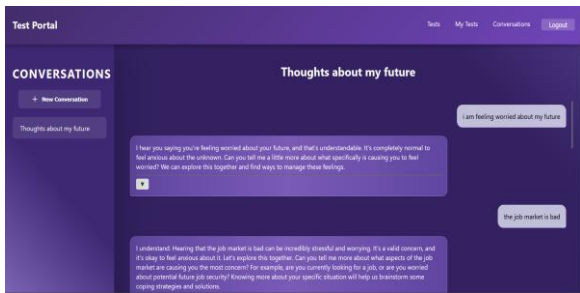 Test Portal
Tests
My Tests
Conversations
Logout
CONVERSATIONS
+ New Conversation
Thoughts about my future
Thoughts about my future
i am feeling worried about my future
I hear you saying you're feeling worried about your future, and that's understandable. It's completely normal to
feel anxious about the unknown. Can you tell me a little more about what specifically is causing you to feel
worried? We can explore this together and find ways to manage these feelings.
the job market is bad
I understand. Hearing that the job market is bad can be incredibly stressful and worrying. It's a valid concern, and
it's okay to feel anxious about it. Let's explore this together. Can you tell me more about what aspects of the job
market are causing you the most concern? For example, are you currently looking for a job, or are you worried
about potential future job security? Knowing more about your specific situation will help us brainstorm some
coping strategies and solutions.